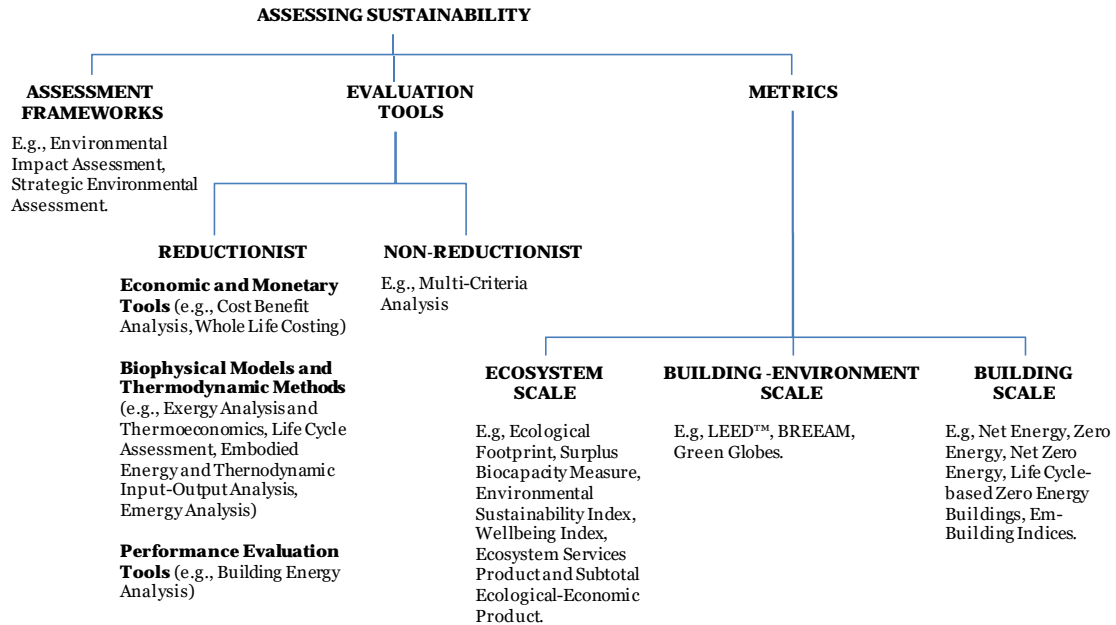 ASSESSING SUSTAINABILITY
ASSESSMENT
FRAMEWORKS
E.g., Environmental
Impact Assessment,
Strategic Environmental
Assessment.
EVALUATION
TOOLS
METRICS
REDUCTIONIST
Economic and Monetary
Tools (e.g., Cost Benefit
Analysis, Whole Life Costing)
Biophysical Models and
Thermodynamic Methods
(e.g., Exergy Analysis and
Thermoeconomics, Life Cycle
Assessment, Embodied
Energy and Thernodynamic
Input-Output Analysis,
Emergy Analysis)
Performance Evaluation
Tools (e.g., Building Energy
Analysis)
NON-REDUCTIONIST
E.g., Multi-Criteria
Analysis
ECOSYSTEM
SCALE
E.g, Ecological
Footprint, Surplus
Biocapacity Measure,
Environmental
Sustainability Index,
Wellbeing Index,
Ecosystem Services
Product and Subtotal
Ecological-Economic
Product.
BUILDING -ENVIRONMENT
SCALE
E.g, LEED™, BREEAM,
Green Globes.
BUILDING
SCALE
E.g, Net Energy, Zero
Energy, Net Zero
Energy, Life Cycle-
based Zero Energy
Buildings, Em-
Building Indices.